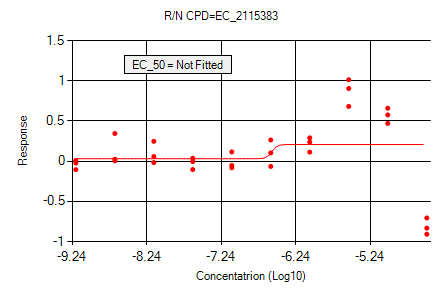 R/N CPD=EC_2115383
1.5
EC_50 = Not Fitted
1
0.5
0
-0.5
-1
Response
-9.24 -8.24 -7.24 -6.24 -5.24
Concentatrion (Log10)